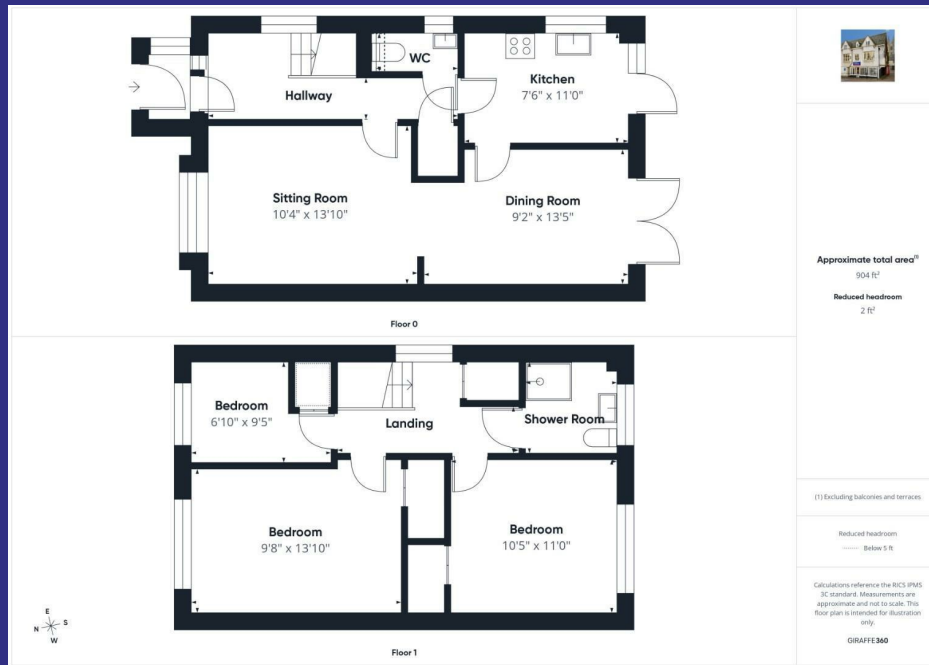 WC
Kitchen
7'6" x 11'0"
Hallway
Sitting Room
10'4" x 13'10"
Dining Room
9'2" x 13'5"
Floor 0
Bedroom
6'10" x 9'5"
Landing
Shower Room
Bedroom
9'8" x 13'10"
Bedroom
10'5" x 11'0"
E
N S
W
Floor 1
Approximate total area(1)
904 ft²
Reduced headroom
2 ft²
(1) Excluding balconies and terraces
Reduced headroom
Below 5 ft
Calculations reference the RICS IPMS
3C standard. Measurements are
approximate and not to scale. This
floor plan is intended for illustration
only.
GIRAFFE360